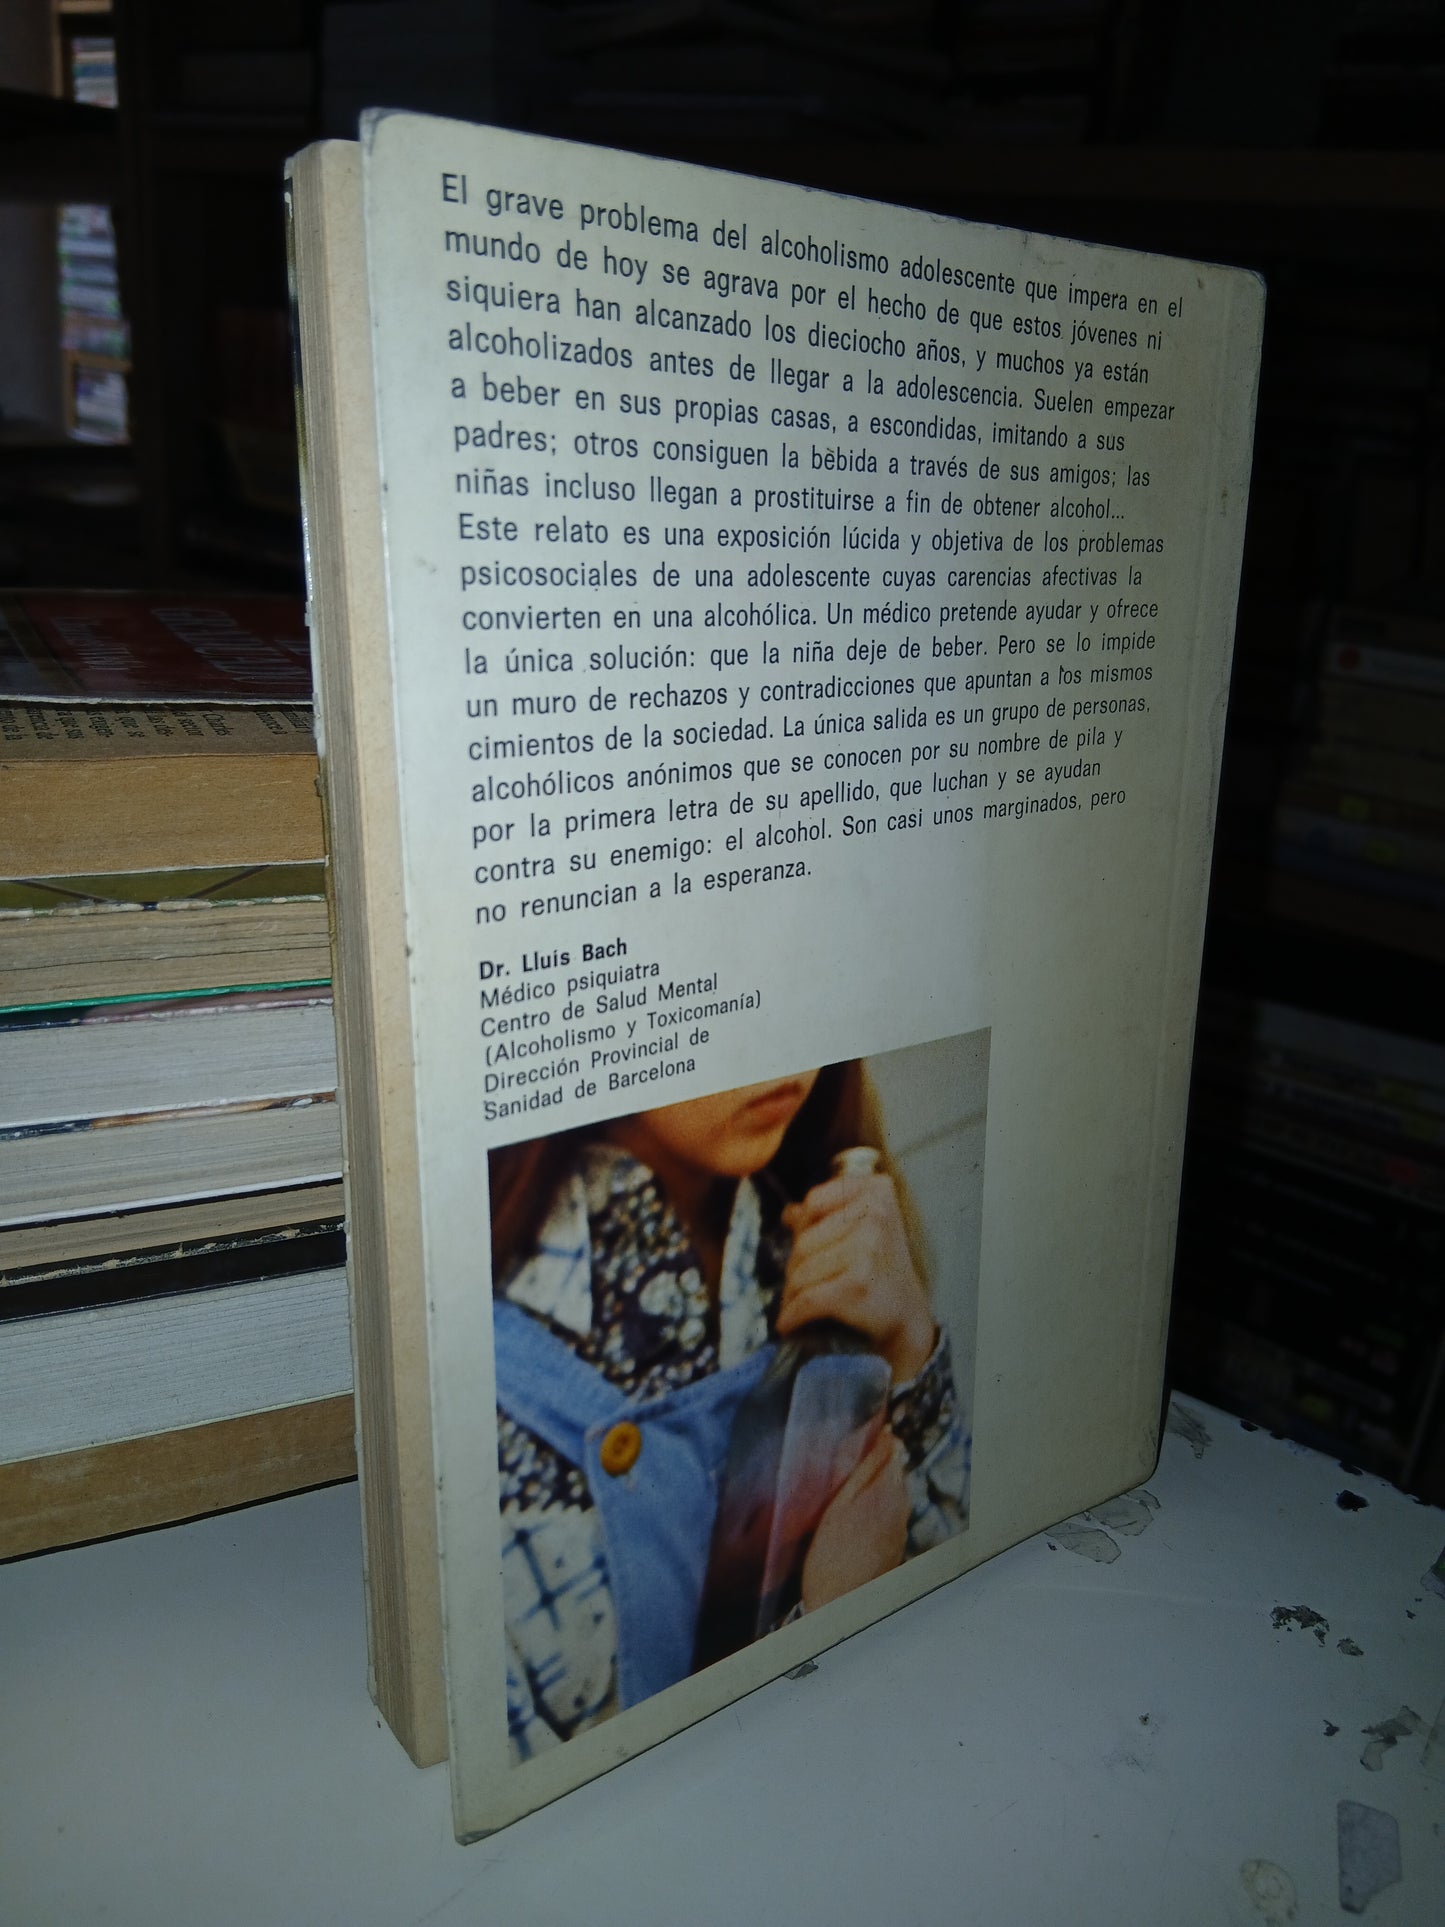 El grave problema del alcoholismo adolescente que impera en el
mundo de hoy se agrava por el hecho de que estos jóvenes ni
siquiera han alcanzado los dieciocho años, y muchos ya están
alcoholizados antes de llegar a la adolescencia. Suelen empezar
a beber en sus propias casas, a escondidas, imitando a sus
padres; otros consiguen la bebida a través de sus amigos; las
niñas incluso llegan a prostituirse a fin de obtener alcohol...
Este relato es una exposición lúcida y objetiva de los problemas
psicosociales de una adolescente cuyas carencias afectivas la
convierten en una alcohólica. Un médico pretende ayudar y ofrece
la única solución: que la niña deje de beber. Pero se lo impide
un muro de rechazos y contradicciones que apuntan a los mismos
cimientos de la sociedad. La única salida es un grupo de personas,
alcohólicos anónimos que se conocen por su nombre de pila y
por la primera letra de su apellido, que luchan y se ayudan
contra su enemigo: el alcohol. Son casi unos marginados, pero
no renuncian a la esperanza.
Dr. Lluís Bach
Médico psiquiatra
Centro de Salud Mental
(Alcoholismo y Toxicomanía)
Dirección Provincial de
Sanidad de Barcelona